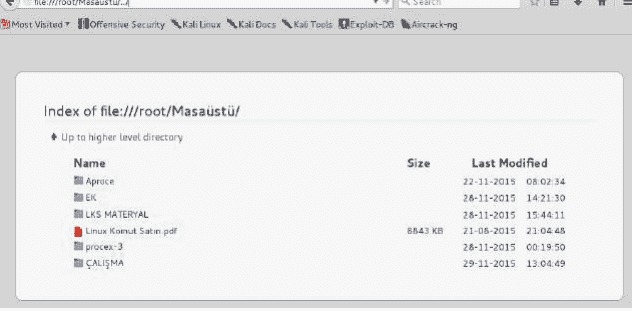 file:///root/Masaüstü/../
Search
Most Visited Offensive Security Kali Linux Kali Docs Kali Tools Exploit-DB Aircrack-ng
Index of file:///root/Masaüstü/
Up to higher level directory
Name Size Last Modified
Aproce 22-11-2015 08:02:34
EK 28-11-2015 14:21:30
LKS MATERYAL 28-11-2015 15:44:11
Linux Komut Satırı.pdf 8843 KB 21-08-2015 21:04:48
procex-3 28-11-2015 00:19:50
ÇALIŞMA 29-11-2015 13:04:49